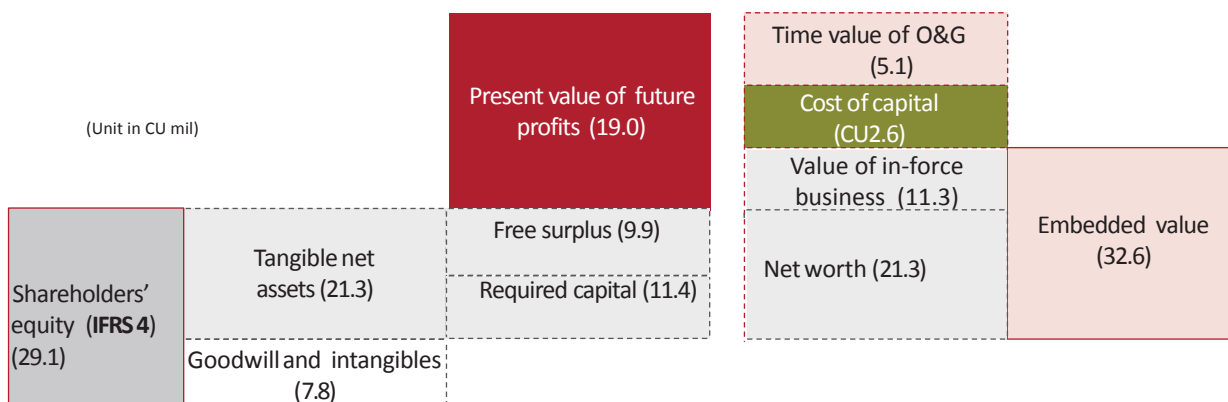 (Unit in CU mil)
Shareholders'
equity (IFRS 4)
(29.1)
Tangible net
assets (21.3)
Goodwill and intangibles
(7.8)
Present value of future
profits (19.0)
Free surplus (9.9)
Required capital (11.4)
Time value of O&G
(5.1)
Cost of capital
(CU2.6)
Value of in-force
business (11.3)
Net worth (21.3)
Embedded value
(32.6)